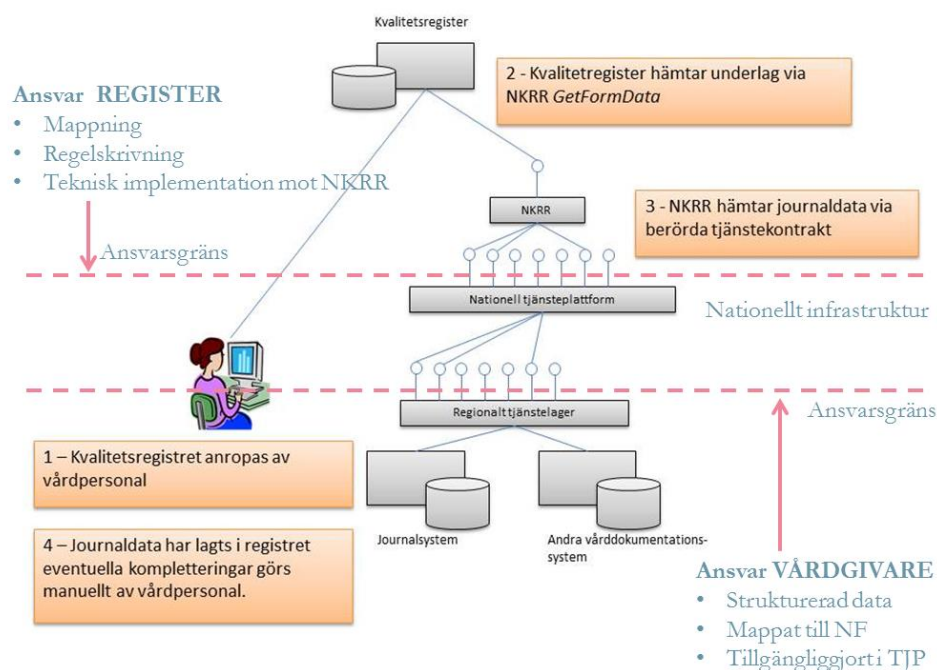 Kvalitetsregister
2 - Kvalitetregister hämtar underlag via
NKRR GetFormData
Ansvar REGISTER
• Mappning
• Regelskrivning
• Teknisk implementation mot NKRR
NKRR
3 - NKRR hämtar journaldata via
berörda tjänstekontrakt
Ansvarsgräns
Nationell tjänsteplattform
Nationellt infrastruktur
Regionalt tjänstelager
Ansvarsgräns
1 – Kvalitetsregistret anropas av
vårdpersonal
4 – Journaldata har lagts i registret
eventuella kompletteringar görs
manuellt av vårdpersonal.
Journalsystem
Andra vårddokumentations-
system
Ansvar VÅRDGIVARE
• Strukturerad data
• Mappat till NF
• Tillgängliggjort i TJP